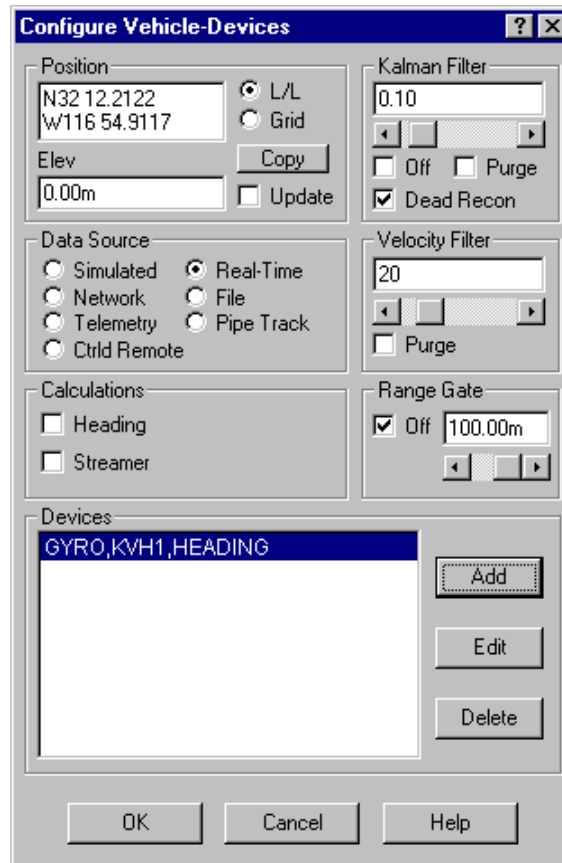 Configure Vehicle-Devices
Position
N32 12.2122
W116 54.9117
L/L
Grid
Elev
Copy
0.00m
Update
Kalman Filter
0.10
Off Purge
Dead Recon
Data Source
Simulated Real-Time
Network File
Telemetry Pipe Track
Ctrld Remote
Velocity Filter
20
Purge
Calculations
Heading
Streamer
Range Gate
Off 100.00m
Devices
GYRO,KVH1,HEADING
Add
Edit
Delete
OK Cancel Help